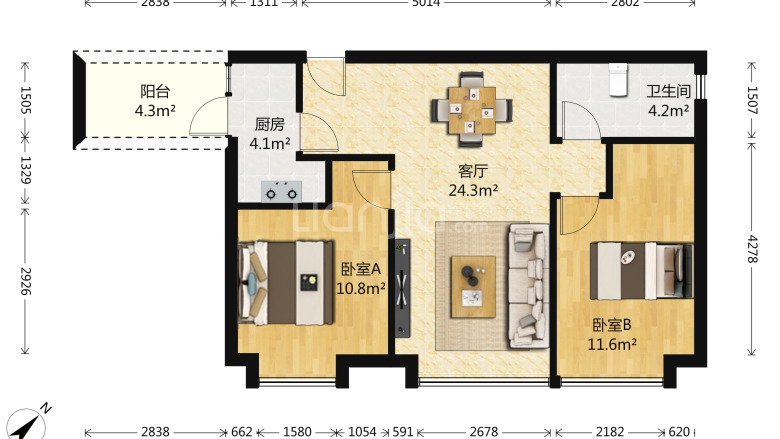 2838 1311 5014 2802
阳台
4.3m²
厨房
4.1m²
卫生间
4.2m²
客厅
24.3m²
卧室A
10.8m²
卧室B
11.6m²
lianjia.com
1505
1329
2926
1507
4278
N
2838 662 1580 1054 591 2678 2182 620